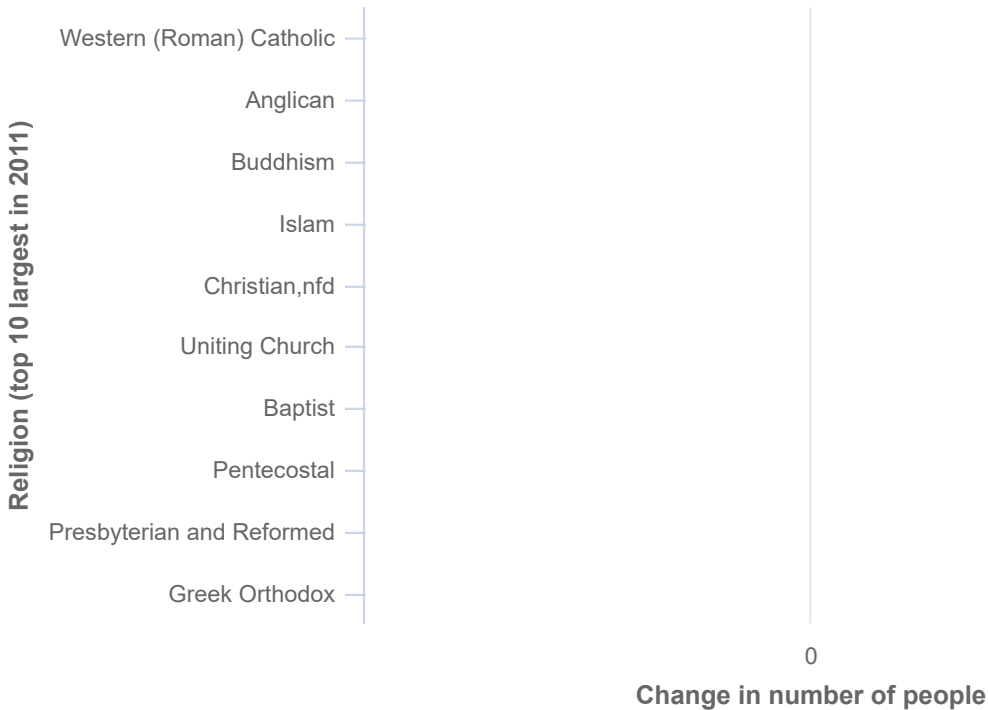 Religion (top 10 largest in 2011)
Western (Roman) Catholic
Anglican
Buddhism
Islam
Christian,nfd
Uniting Church
Baptist
Pentecostal
Presbyterian and Reformed
Greek Orthodox
0
Change in number of people